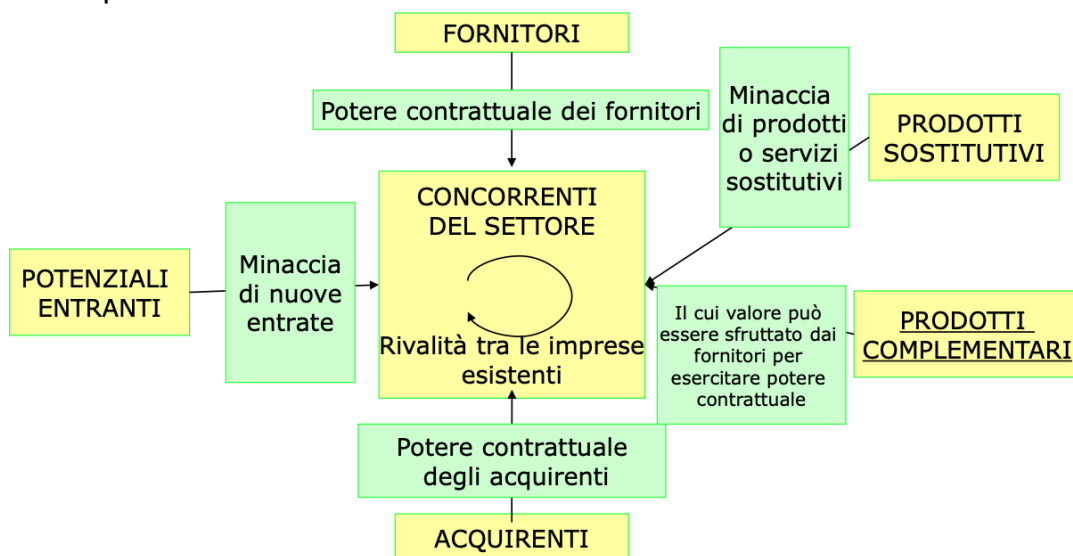 FORNITORI
Potere contrattuale dei fornitori
Minaccia
di prodotti
o servizi
sostitutivi
PRODOTTI
SOSTITUTIVI
CONCORRENTI
DEL SETTORE
Rivalità tra le imprese
esistenti
POTENZIALI
ENTRANTI
Minaccia
di nuove
entrate
Il cui valore può
essere sfruttato dai
fornitori per
esercitare potere
contrattuale
PRODOTTI
COMPLEMENTARI
Potere contrattuale
degli acquirenti
ACQUIRENTI